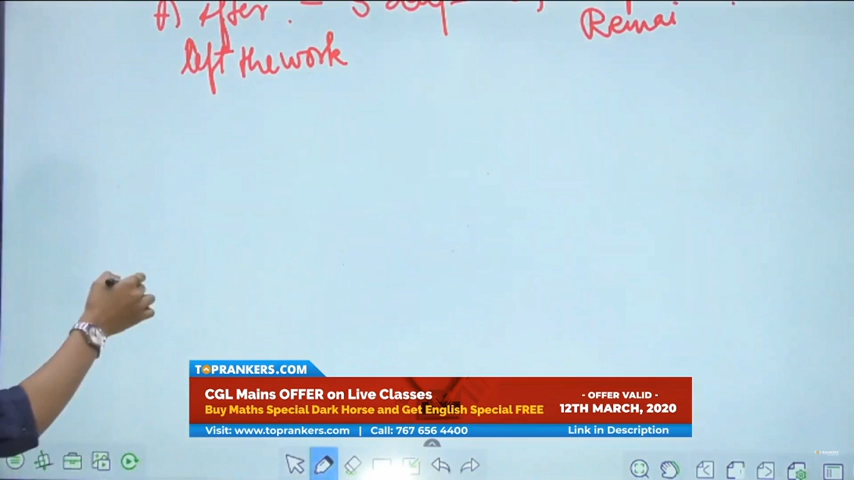 A) After - 3 days
Remai
left the work
TOPRANKERS.COM
CGL Mains OFFER on Live Classes
Buy Maths Special Dark Horse and Get English Special FREE
- OFFER VALID -
12TH MARCH, 2020
Visit: www.toprankers.com | Call: 767 656 4400
Link in Description